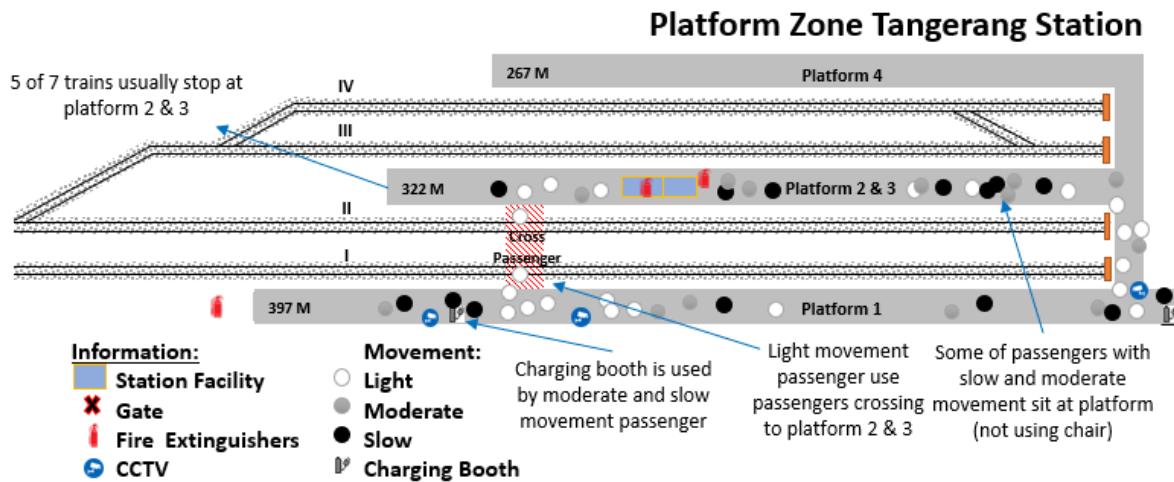 Platform Zone Tangerang Station
5 of 7 trains usually stop at
platform 2 & 3
267 M
Platform 4
IV
III
322 M
Platform 2 & 3
II
Cross
Passenger
I
397 M
Platform 1
Information:
Station Facility
Gate
Fire Extinguishers
CCTV
Movement:
Light
Moderate
Slow
Charging Booth
Charging booth is used
by moderate and slow
movement passenger
Light movement
passenger use
passengers crossing
to platform 2 & 3
Some of passengers with
slow and moderate
movement sit at platform
(not using chair)